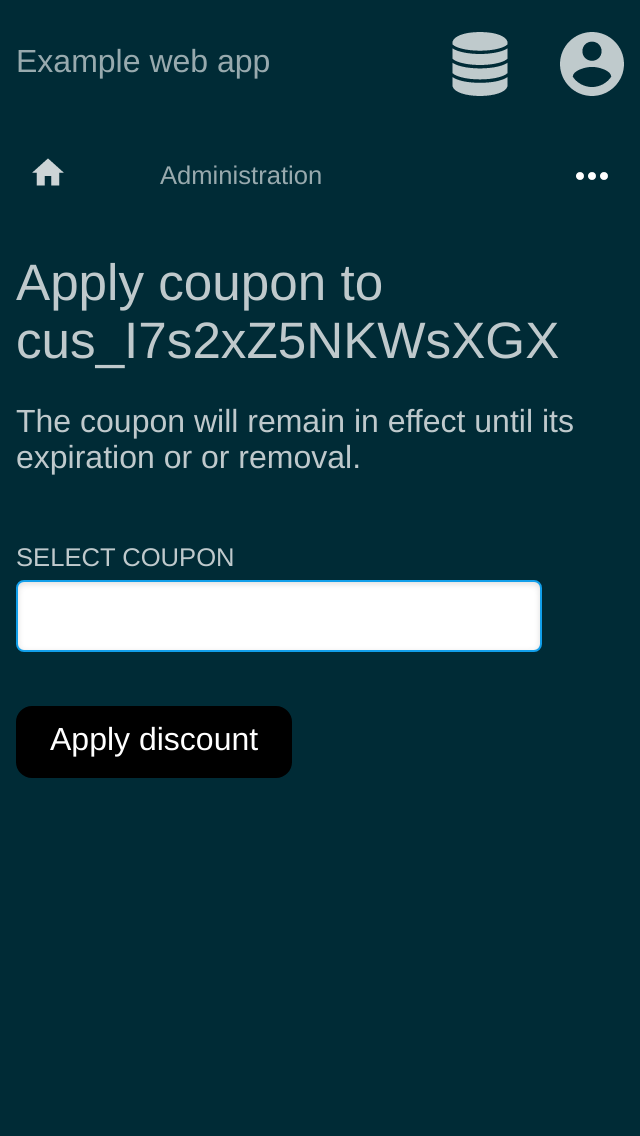 Example web app
Administration
Apply coupon to
cus_I7s2xZ5NKWsXGX
The coupon will remain in effect until its
expiration or or removal.
SELECT COUPON
Apply discount